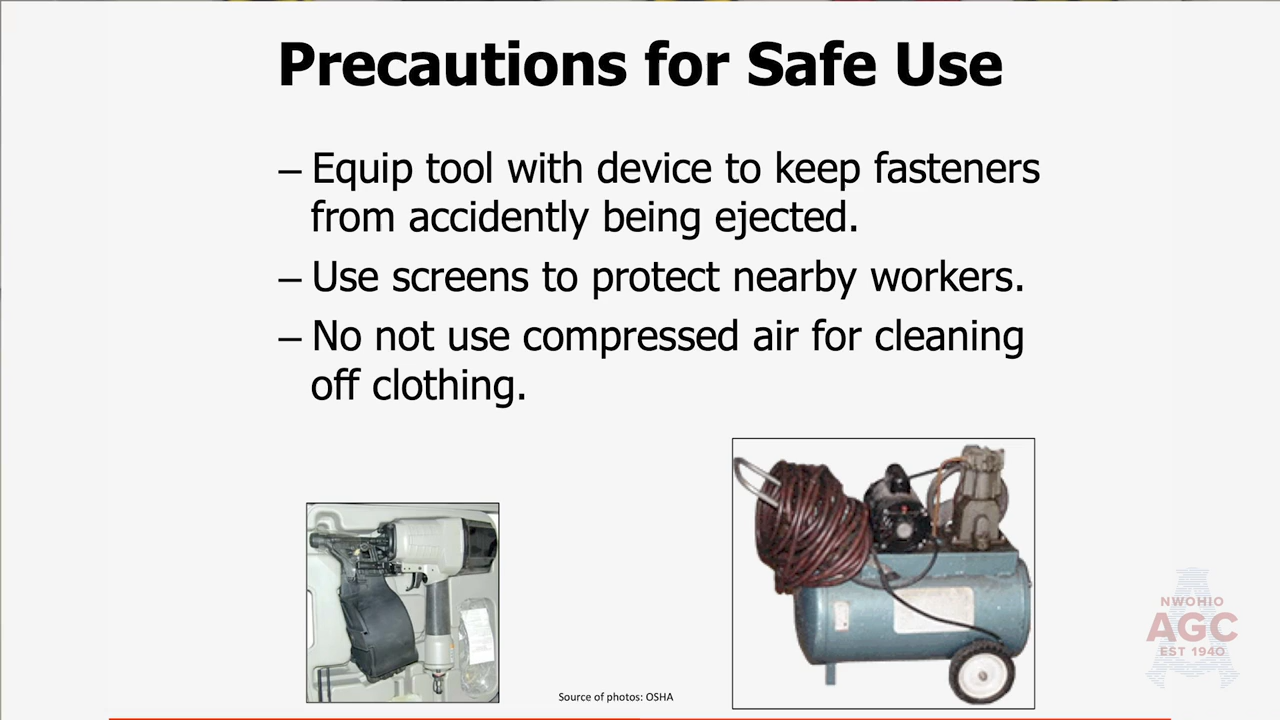 Precautions for Safe Use
– Equip tool with device to keep fasteners
from accidently being ejected.
– Use screens to protect nearby workers.
– No not use compressed air for cleaning
off clothing.
Source of photos: OSHA
NWOHIO
AGC
EST 1940